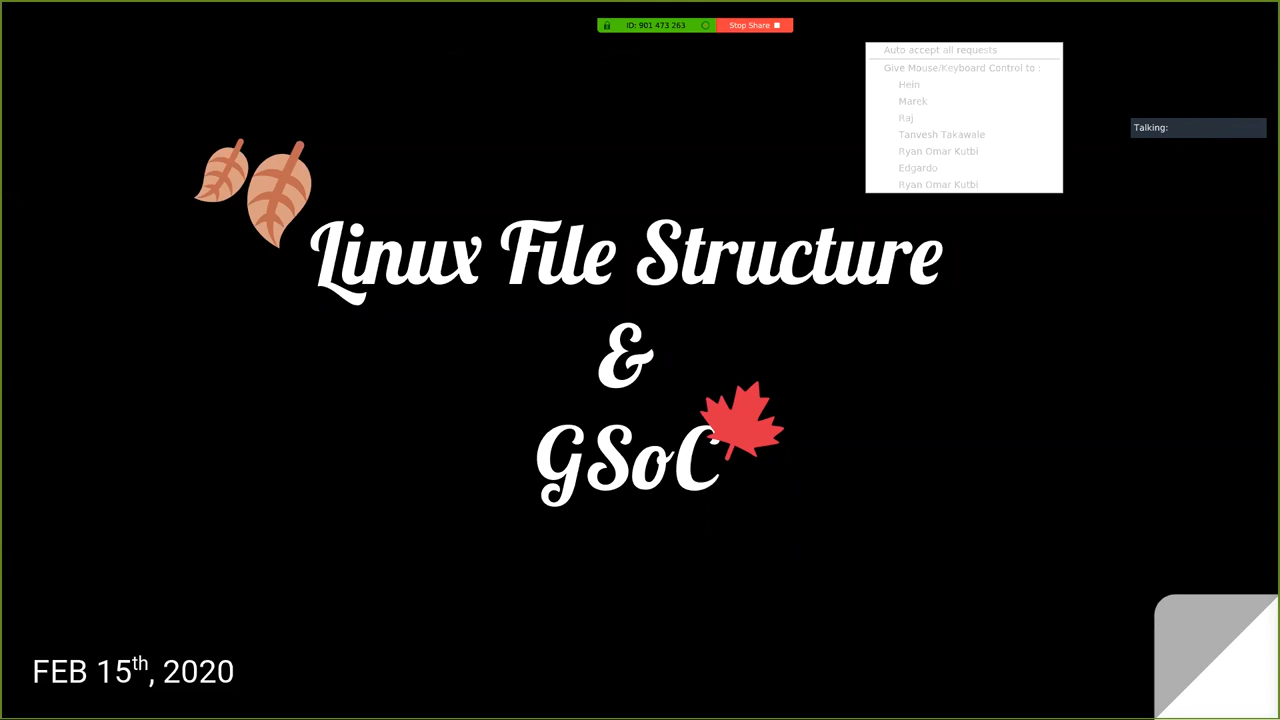 ID: 901 473 263
Stop Share
Auto accept all requests
Give Mouse/Keyboard Control to :
Hein
Marek
Raj
Tanvesh Takawale
Ryan Omar Kutbi
Edgardo
Ryan Omar Kutbi
Talking:
Linux File Structure
&
GSoC
FEB 15th, 2020